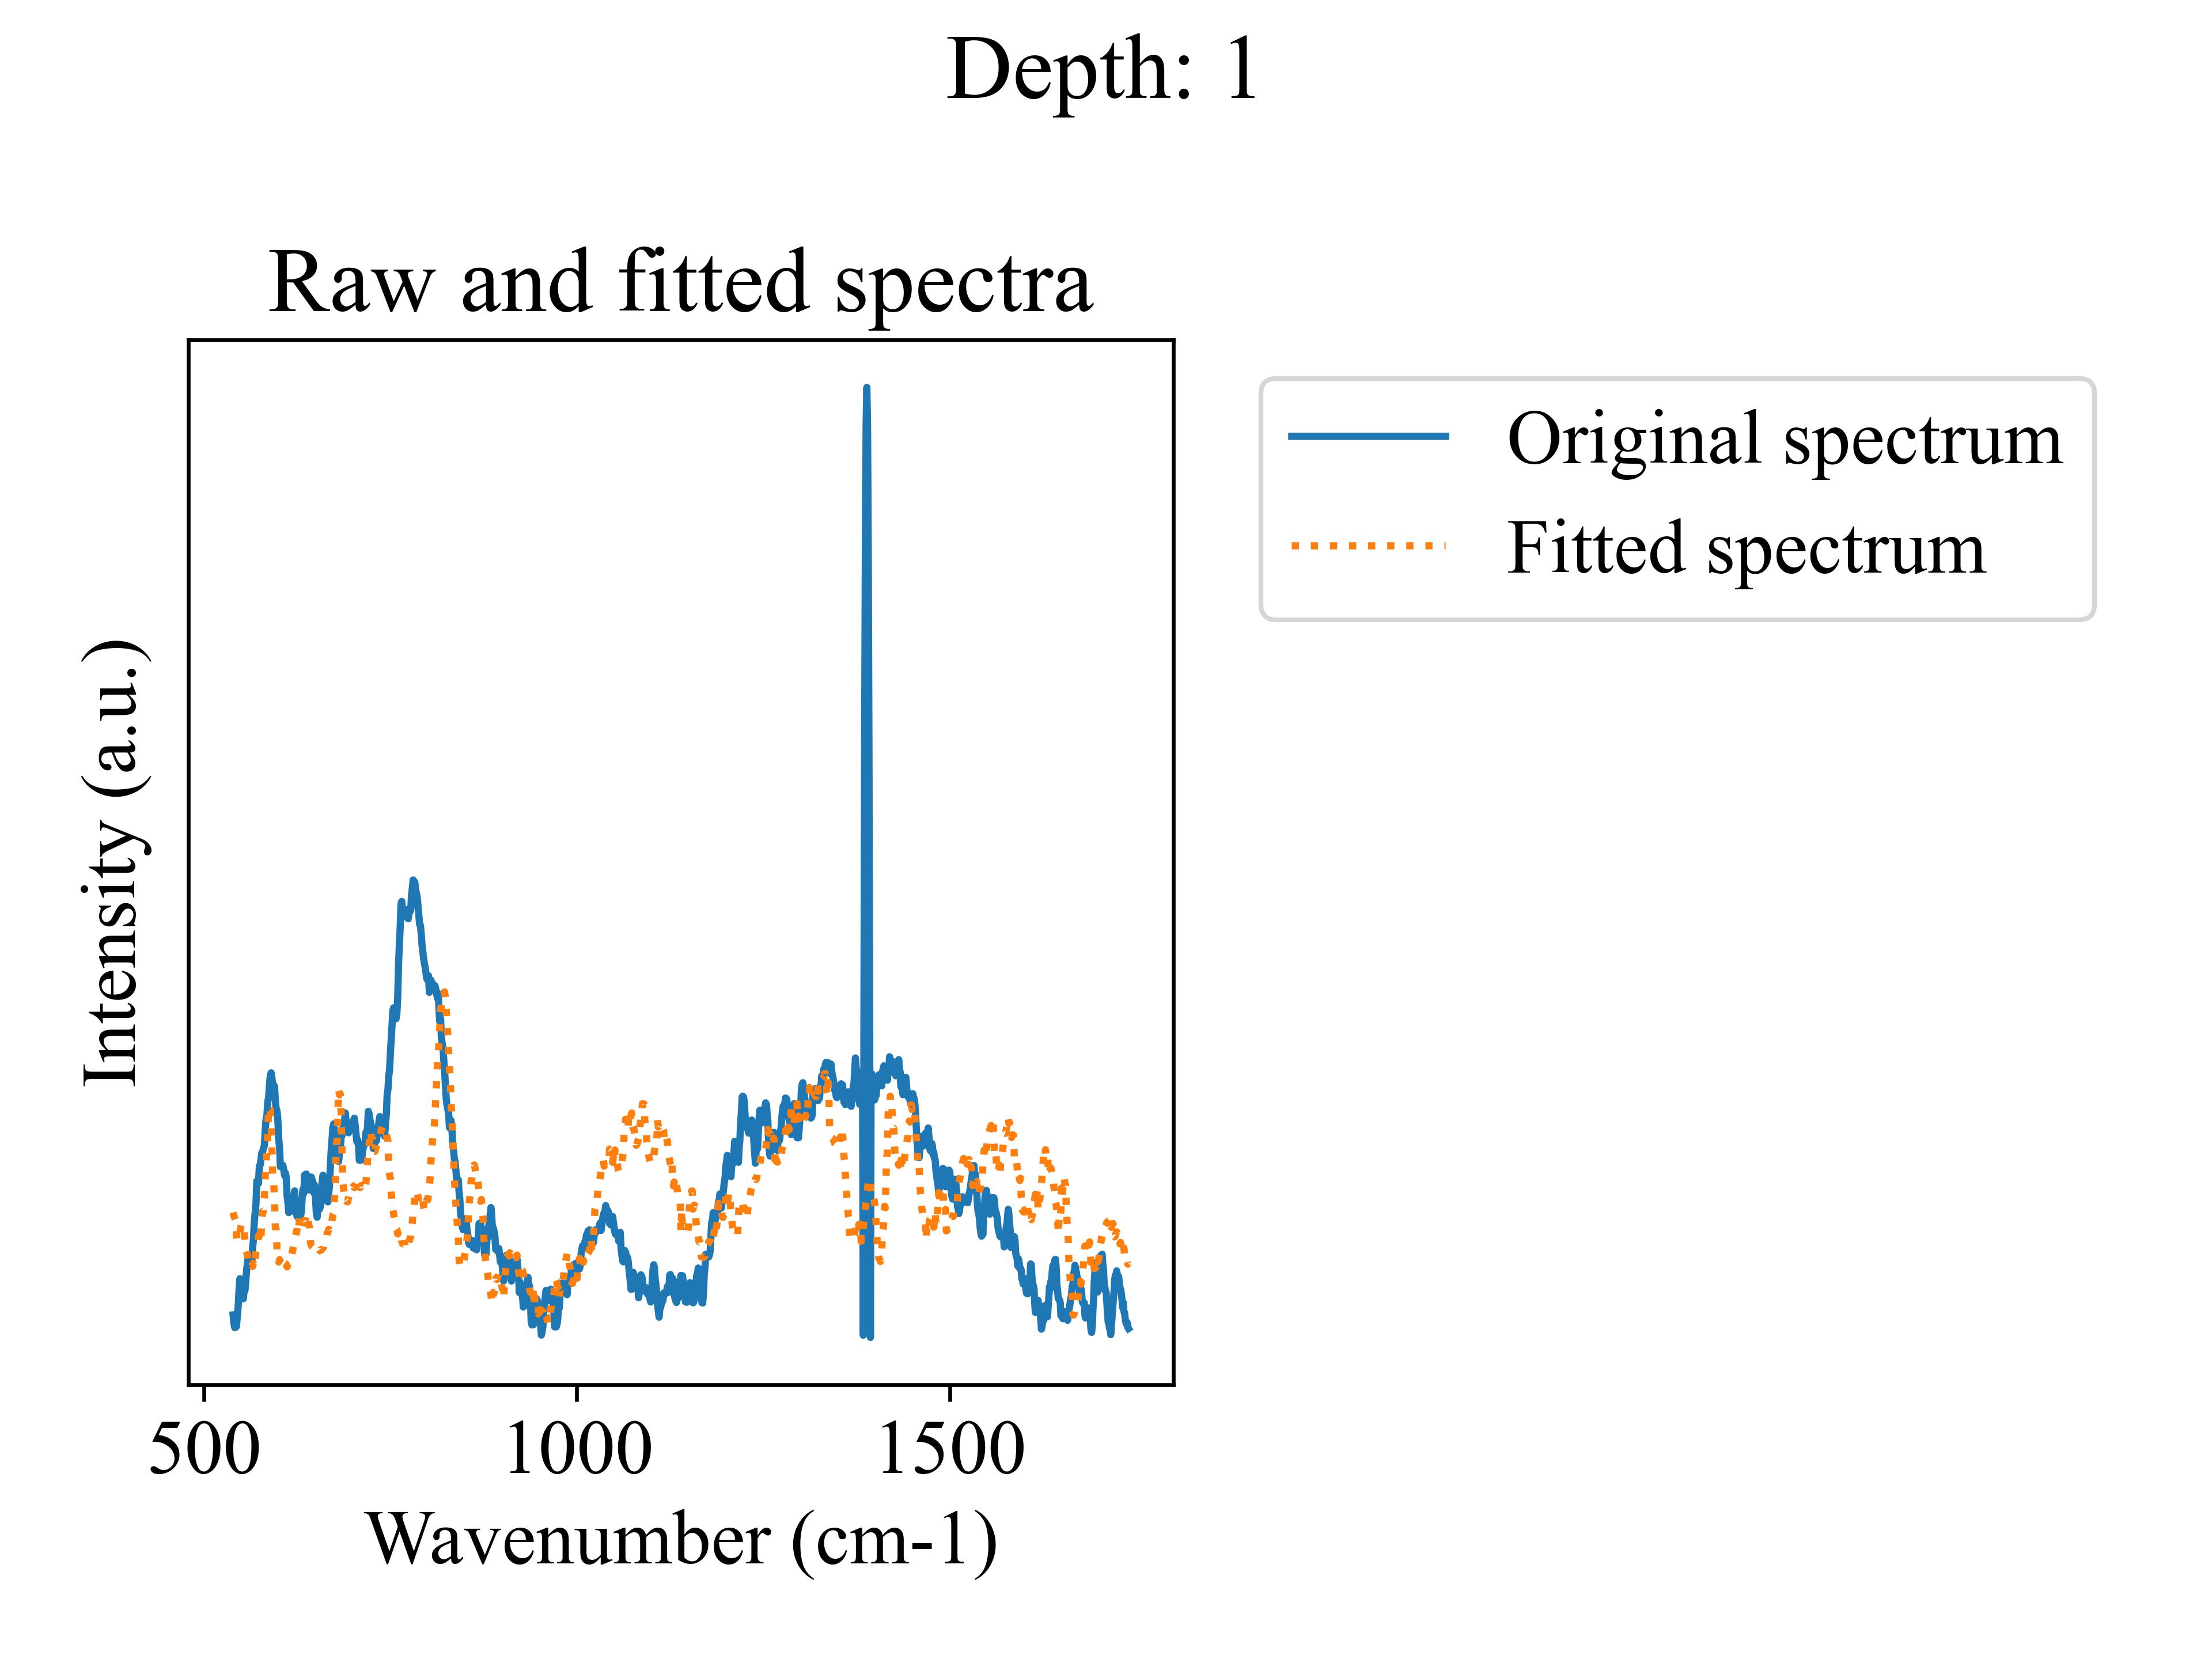 Depth: 1
Raw and fitted spectra
Original spectrum
Fitted spectrum
Intensity (a.u.)
500 1000 1500
Wavenumber (cm-1)